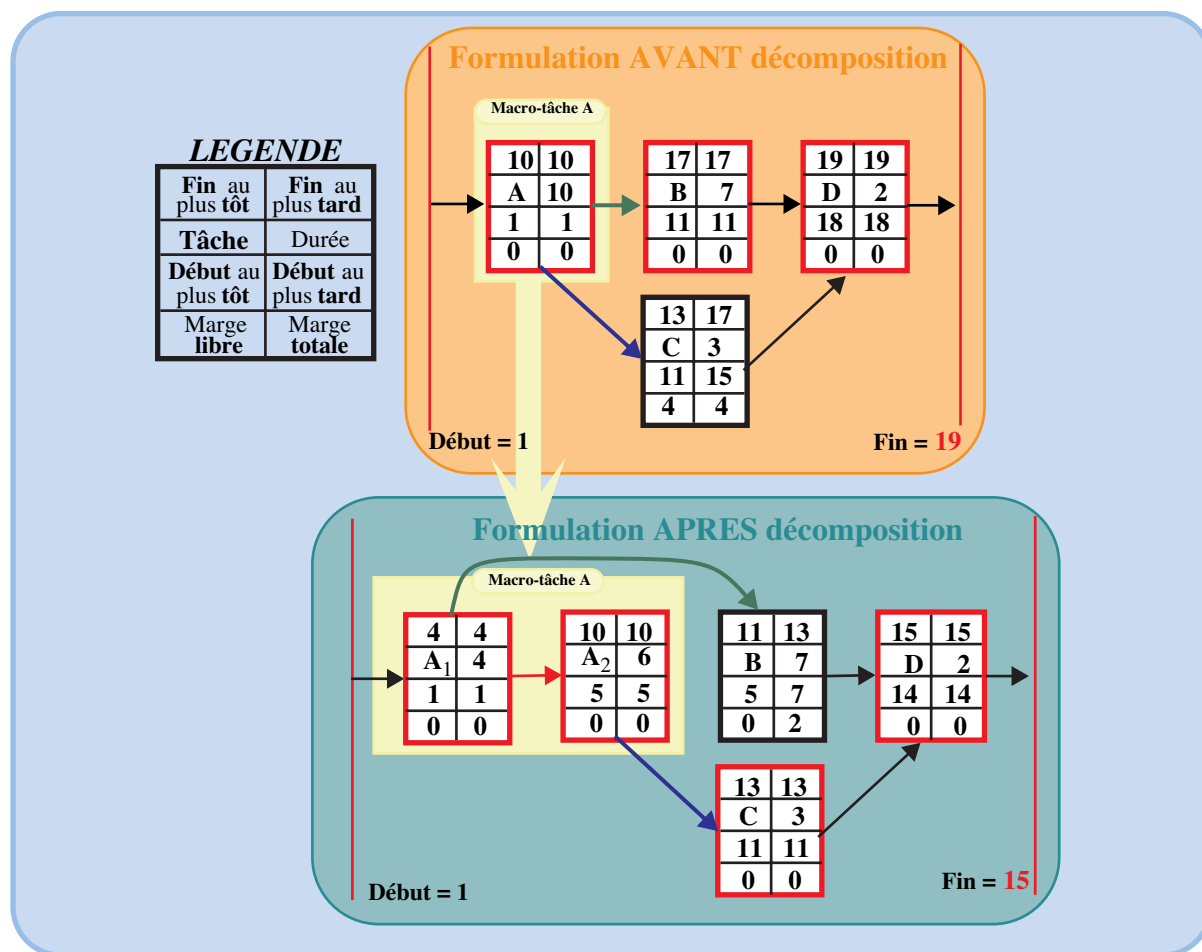 Formulation AVANT décomposition
Macro-tâche A
LEGENDE
Fin au plus tôt
Fin au plus tard
Tâche
Durée
Début au plus tôt
Début au plus tard
Marge libre
Marge totale
10 10
A 10
1 1
0 0
17 17
B 7
11 11
0 0
19 19
D 2
18 18
0 0
13 17
C 3
11 15
4 4
Début = 1
Fin = 19
Formulation APRES décomposition
Macro-tâche A
4 4
A1 4
1 1
0 0
10 10
A2 6
5 5
0 0
11 13
B 7
5 7
0 2
15 15
D 2
14 14
0 0
13 13
C 3
11 11
0 0
Début = 1
Fin = 15